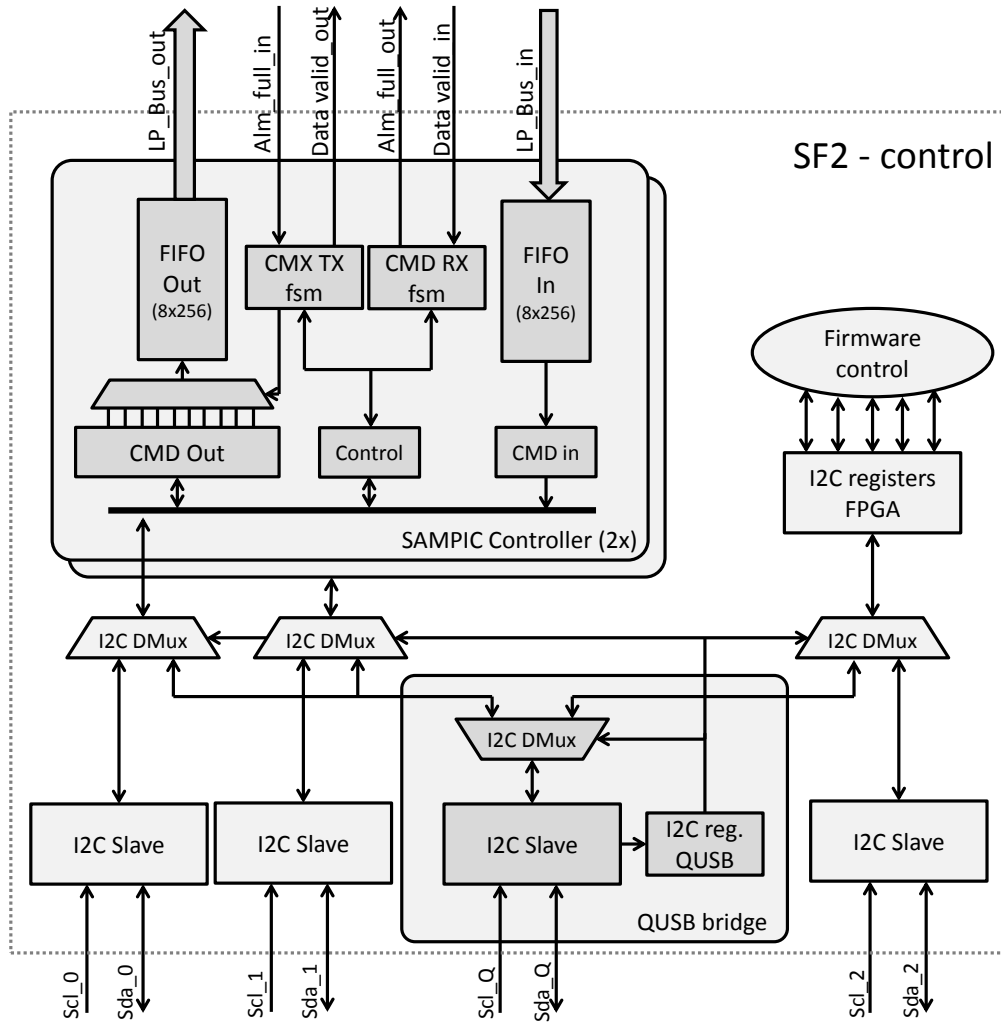 LP_Bus_out
Alm_full_in
Data valid_out
Alm_full_out
Data valid_in
LP_Bus_in
SF2 - control
FIFO
Out
(8x256)
CMX TX
fsm
CMD RX
fsm
FIFO
In
(8x256)
Firmware
control
CMD Out
Control
CMD in
I2C registers
FPGA
SAMPIC Controller (2x)
I2C DMux
I2C DMux
I2C DMux
I2C DMux
I2C Slave
I2C Slave
I2C Slave
I2C reg.
QUSB
I2C Slave
QUSB bridge
Scl_0
Sda_0
Scl_1
Sda_1
Scl_Q
Sda_Q
Scl_2
Sda_2